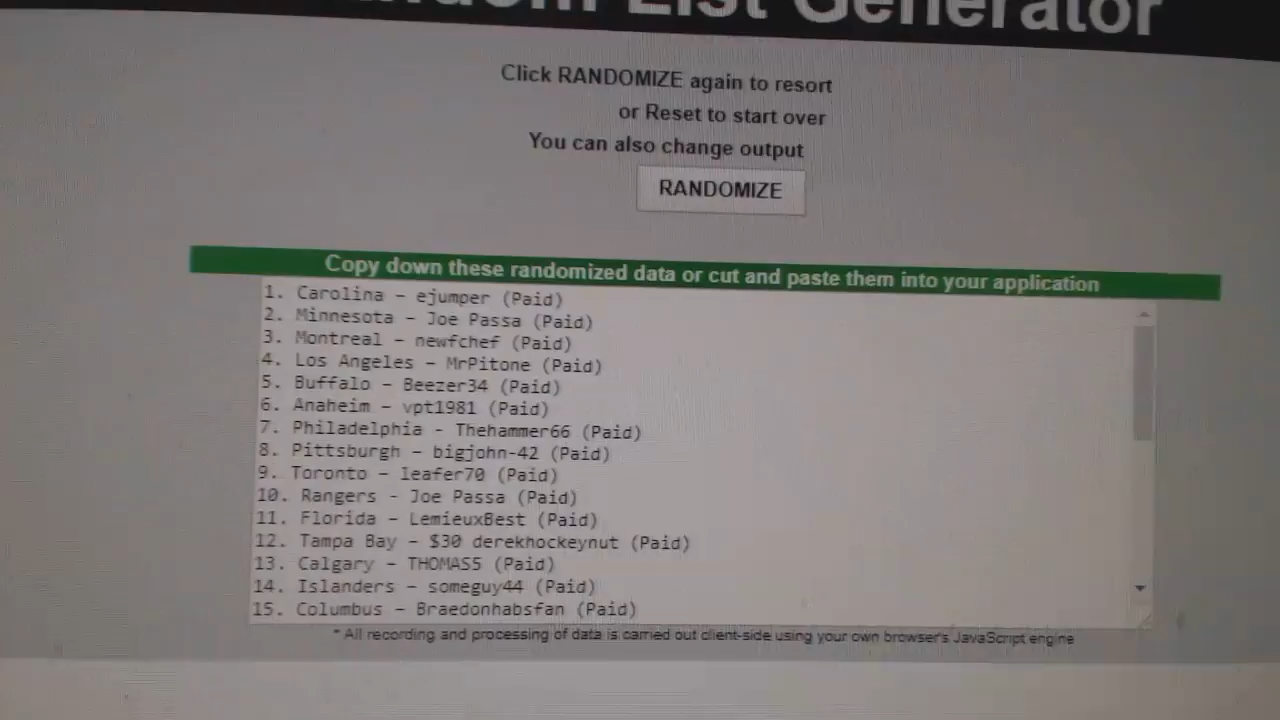 List Generator
Click RANDOMIZE again to resort
or Reset to start over
You can also change output
RANDOMIZE
Copy down these randomized data or cut and paste them into your application
1. Carolina - ejumper (Paid)
2. Minnesota - Joe Passa (Paid)
3. Montreal - newfchef (Paid)
4. Los Angeles - MrPitone (Paid)
5. Buffalo - Beezer34 (Paid)
6. Anaheim - vpt1981 (Paid)
7. Philadelphia - Thehammer66 (Paid)
8. Pittsburgh - bigjohn-42 (Paid)
9. Toronto - leafer70 (Paid)
10. Rangers - Joe Passa (Paid)
11. Florida - LemieuxBest (Paid)
12. Tampa Bay - $30 derekhockeynut (Paid)
13. Calgary - THOMAS5 (Paid)
14. Islanders - someguy44 (Paid)
15. Columbus - Braedonhabsfan (Paid)
* All recording and processing of data is carried out client-side using your own browser's JavaScript engine